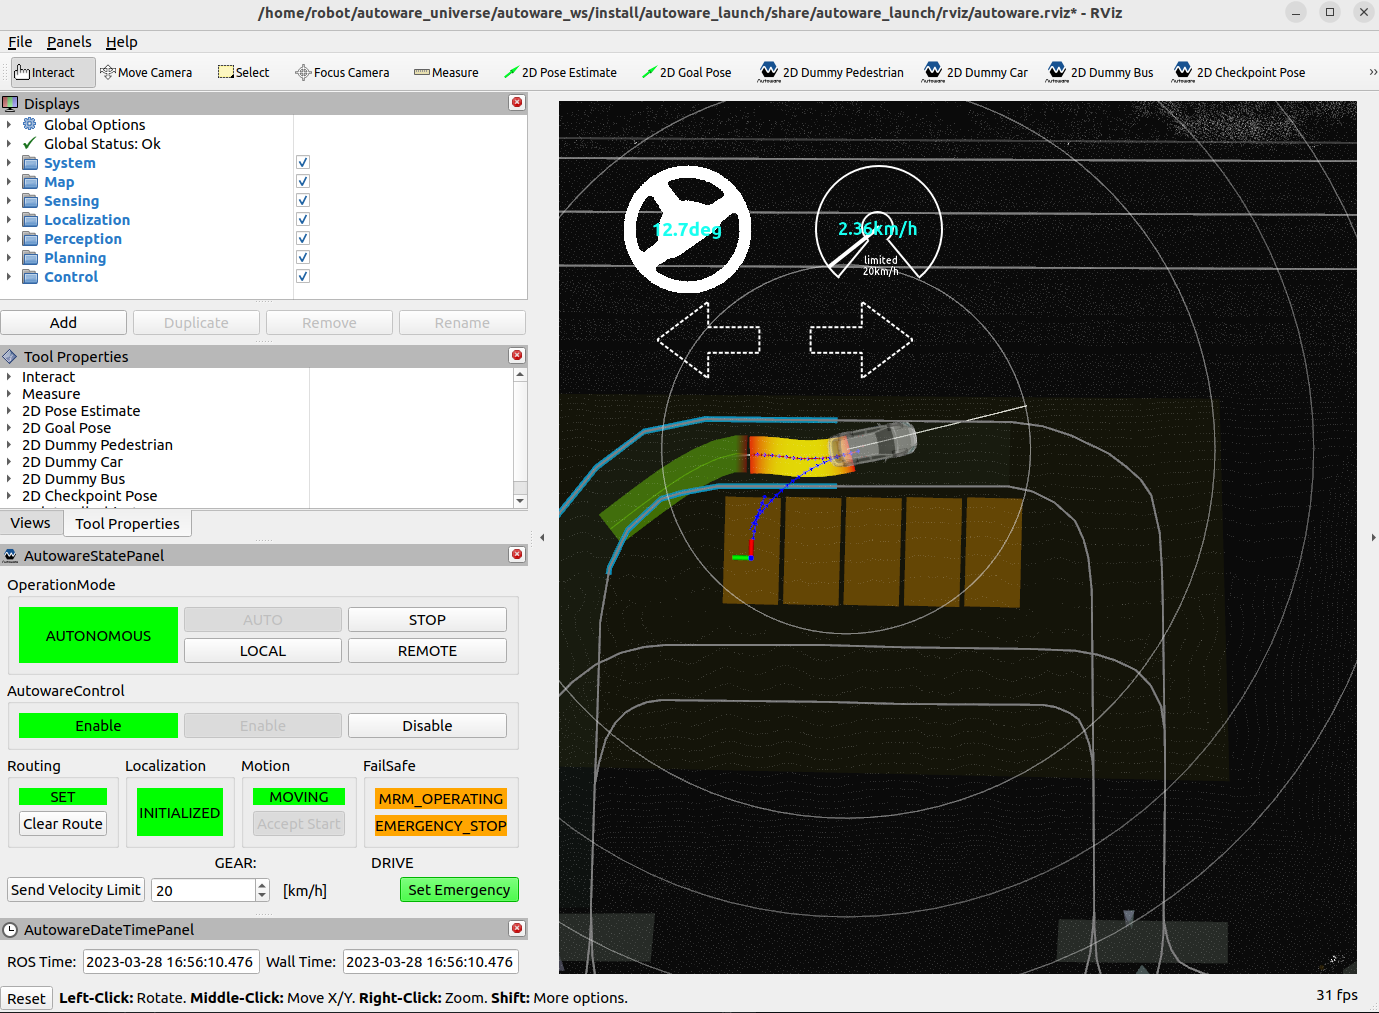 /home/robot/autoware_universe/autoware_ws/install/autoware_launch/share/autoware_launch/rviz/autoware.rviz* - RViz
File Panels Help
Interact Move Camera Select Focus Camera Measure 2D Pose Estimate 2D Goal Pose 2D Dummy Pedestrian 2D Dummy Car 2D Dummy Bus 2D Checkpoint Pose
Displays
Global Options
Global Status: Ok
System
Map
Sensing
Localization
Perception
Planning
Control
Add Duplicate Remove Rename
Tool Properties
Interact
Measure
2D Pose Estimate
2D Goal Pose
2D Dummy Pedestrian
2D Dummy Car
2D Dummy Bus
2D Checkpoint Pose
Views Tool Properties
AutowareStatePanel
OperationMode
AUTONOMOUS AUTO STOP
LOCAL REMOTE
AutowareControl
Enable Enable Disable
Routing Localization Motion FailSafe
SET INITIALIZED MOVING MRM_OPERATING
Clear Route Accept Start EMERGENCY_STOP
GEAR: DRIVE
Send Velocity Limit 20 [km/h] Set Emergency
AutowareDateTimePanel
ROS Time: 2023-03-28 16:56:10.476 Wall Time: 2023-03-28 16:56:10.476
Reset Left-Click: Rotate. Middle-Click: Move X/Y. Right-Click: Zoom. Shift: More options. 31 fps
12.7deg
2.36km/h
limited
20km/h